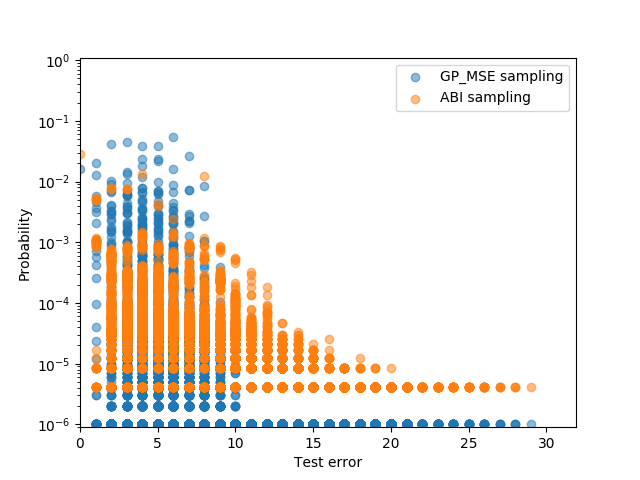 GP_MSE sampling
ABI sampling
10⁰
10⁻¹
10⁻²
10⁻³
10⁻⁴
10⁻⁵
10⁻⁶
Probability
0 5 10 15 20 25 30
Test error